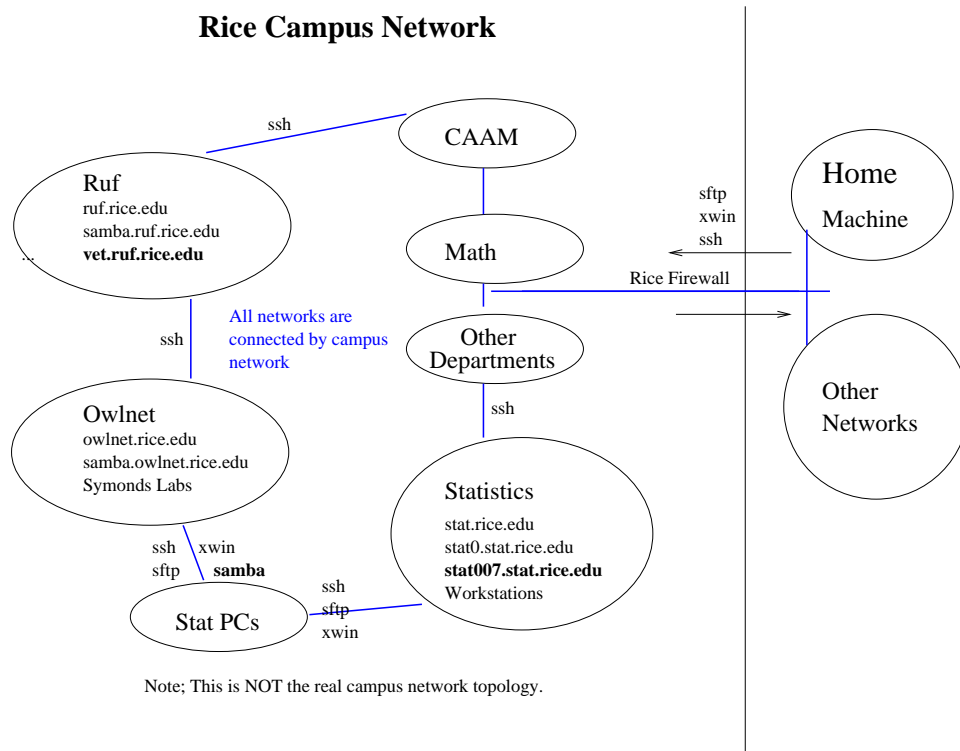 Rice Campus Network
ssh
CAAM
Ruf
ruf.rice.edu
samba.ruf.rice.edu
vet.ruf.rice.edu
...
Math
Home
Machine
sftp
xwin
ssh
Rice Firewall
ssh
All networks are
connected by campus
network
Other
Departments
ssh
Other
Networks
Owlnet
owlnet.rice.edu
samba.owlnet.rice.edu
Symonds Labs
Statistics
stat.rice.edu
stat0.stat.rice.edu
stat007.stat.rice.edu
Workstations
ssh xwin
sftp samba
Stat PCs
ssh
sftp
xwin
Note; This is NOT the real campus network topology.